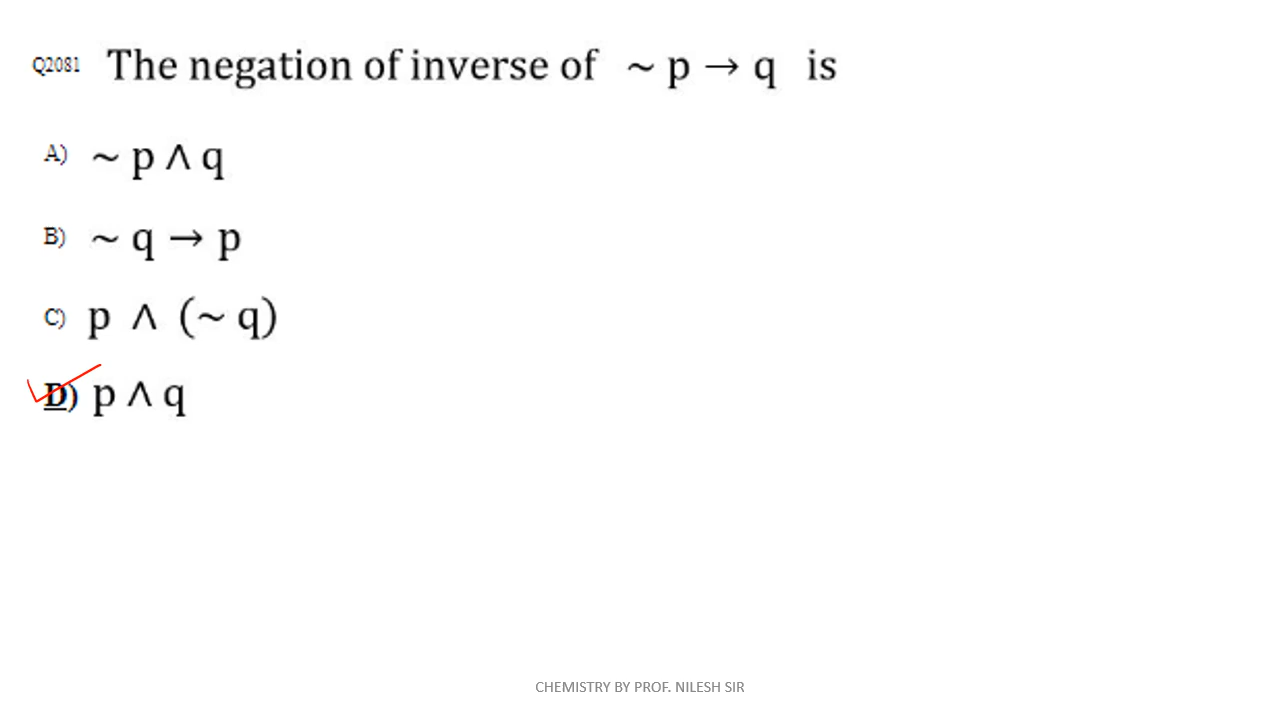 Q2081 The negation of inverse of ~ p → q is
A) ~ p ∧ q
B) ~ q → p
C) p ∧ (~ q)
D) p ∧ q
CHEMISTRY BY PROF. NILESH SIR